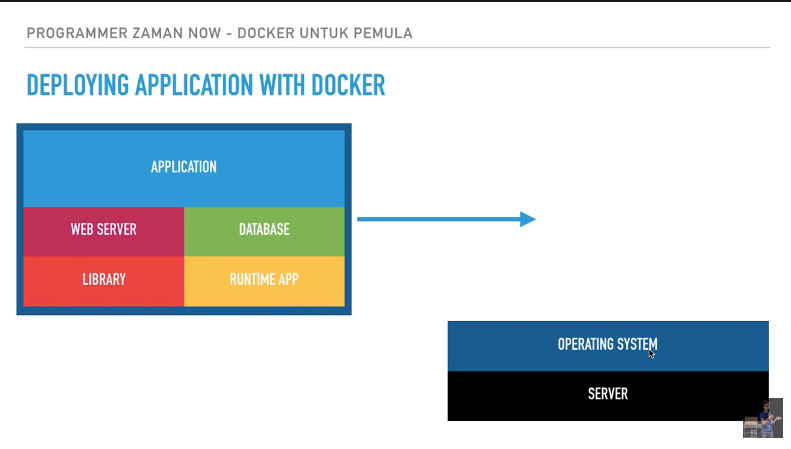 PROGRAMMER ZAMAN NOW - DOCKER UNTUK PEMULA
DEPLOYING APPLICATION WITH DOCKER
APPLICATION
WEB SERVER
DATABASE
LIBRARY
RUNTIME APP
OPERATING SYSTEM
SERVER